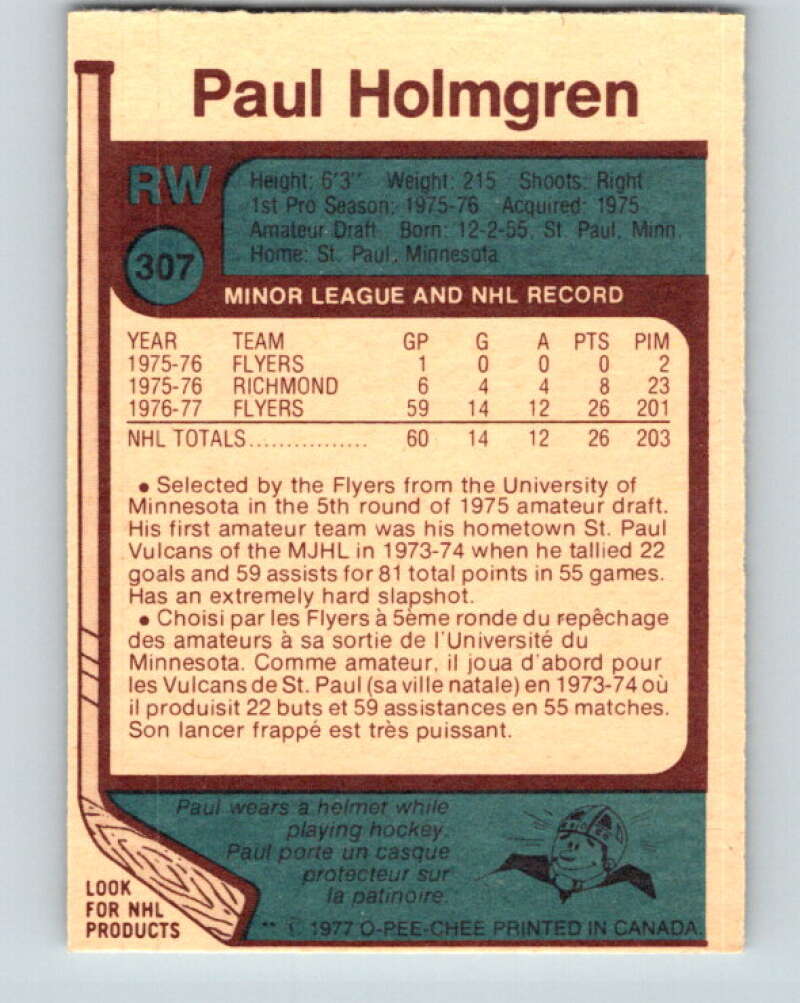 Paul Holmgren
RW
Height: 6'3" Weight: 215 Shoots: Right
1st Pro Season: 1975-76 Acquired: 1975
Amateur Draft Born: 12-2-55, St. Paul, Minn.
Home: St. Paul, Minnesota
307
MINOR LEAGUE AND NHL RECORD
YEAR TEAM GP G A PTS PIM
1975-76 FLYERS 1 0 0 0 2
1975-76 RICHMOND 6 4 4 8 23
1976-77 FLYERS 59 14 12 26 201
NHL TOTALS................ 60 14 12 26 203
• Selected by the Flyers from the University of
Minnesota in the 5th round of 1975 amateur draft.
His first amateur team was his hometown St. Paul
Vulcans of the MJHL in 1973-74 when he tallied 22
goals and 59 assists for 81 total points in 55 games.
Has an extremely hard slapshot.
• Choisi par les Flyers à 5ème ronde du repêchage
des amateurs à sa sortie de l'Université du
Minnesota. Comme amateur, il joua d'abord pour
les Vulcans de St. Paul (sa ville natale) en 1973-74 où
il produisit 22 buts et 59 assistances en 55 matches.
Son lancer frappé est très puissant.
Paul wears a helmet while
playing hockey.
Paul porte un casque
protecteur sur
la patinoire.
LOOK
FOR NHL
PRODUCTS
** © 1977 O-PEE-CHEE PRINTED IN CANADA.